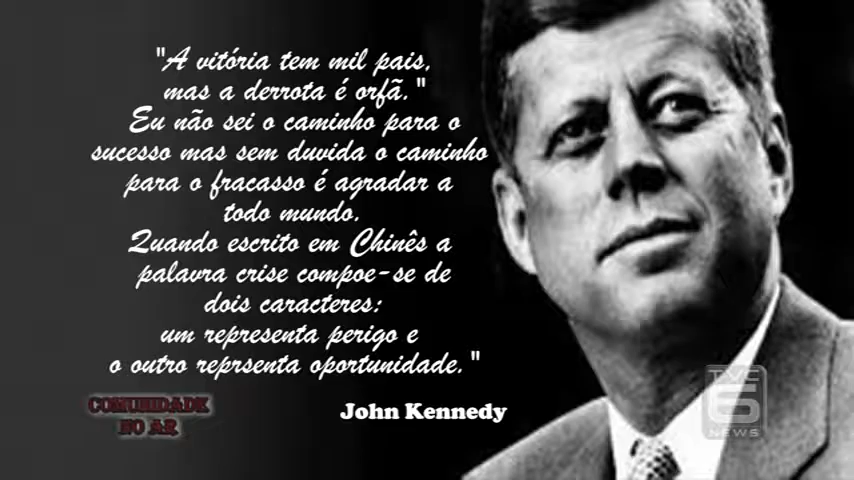 "A vitória tem mil pais,
mas a derrota é orfã."
Eu não sei o caminho para o
sucesso mas sem duvida o caminho
para o fracasso é agradar a
todo mundo.
Quando escrito em Chinês a
palavra crise compoe-se de
dois caracteres:
um representa perigo e
o outro reprsenta oportunidade."
John Kennedy
COMUNIDADE
NO AR
TVC
6
NEWS